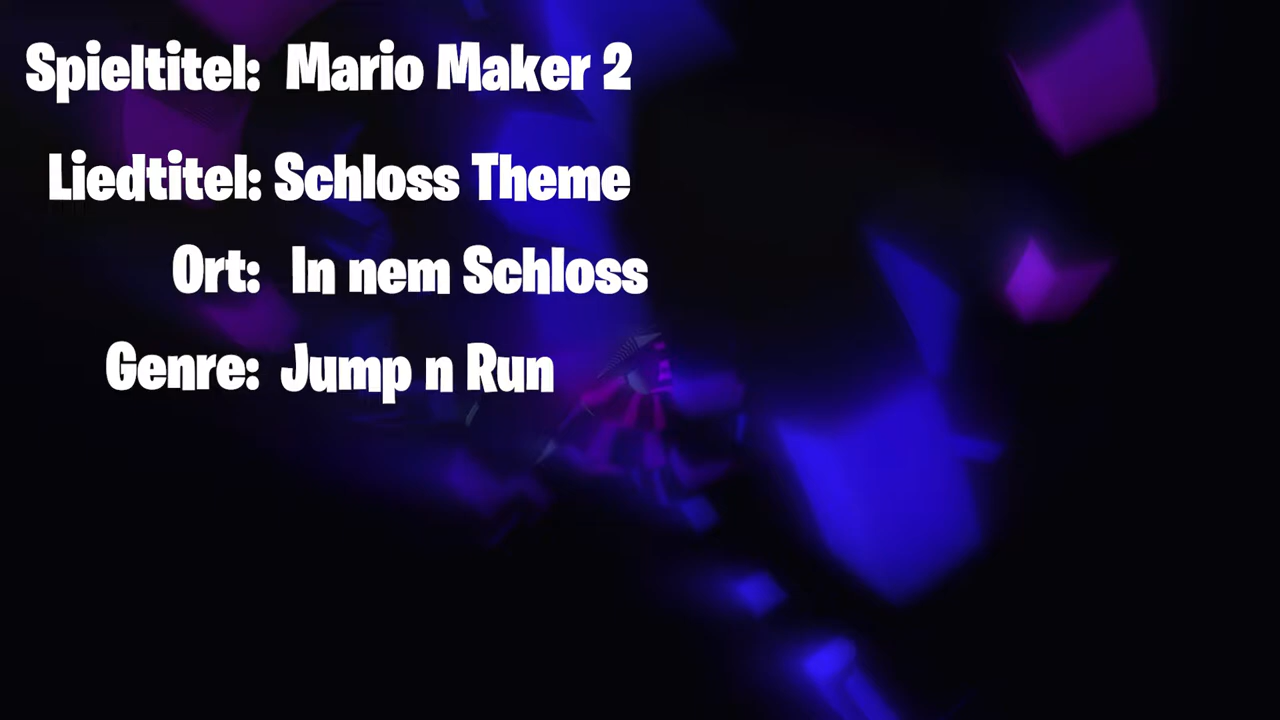 Spieltitel: Mario Maker 2
Liedtitel: Schloss Theme
Ort: In nem Schloss
Genre: Jump n Run